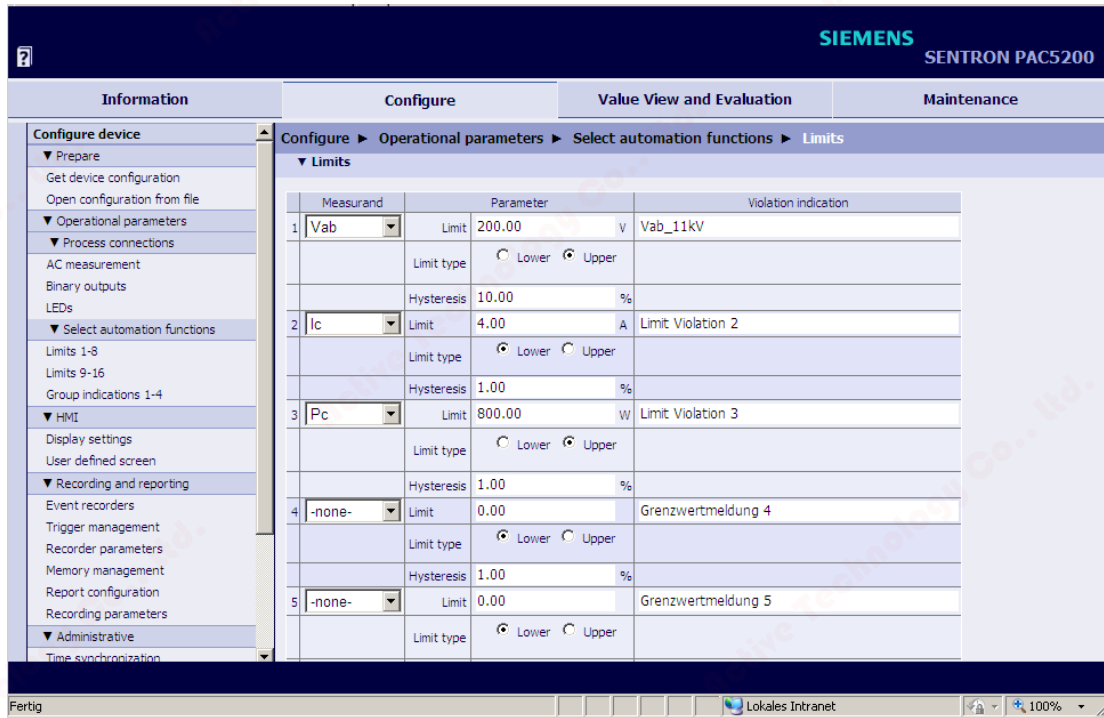 SIEMENS
SENTRON PAC5200
Information
Configure
Value View and Evaluation
Maintenance
Configure device
▼ Prepare
Get device configuration
Open configuration from file
▼ Operational parameters
▼ Process connections
AC measurement
Binary outputs
LEDs
▼ Select automation functions
Limits 1-8
Limits 9-16
Group indications 1-4
▼ HMI
Display settings
User defined screen
▼ Recording and reporting
Event recorders
Trigger management
Recorder parameters
Memory management
Report configuration
Recording parameters
▼ Administrative
Time synchronization
Configure ► Operational parameters ► Select automation functions ► Limits
▼ Limits
Measurand Parameter Violation indication
1 Vab Limit 200.00 V Vab_11kV
Limit type Lower Upper
Hysteresis 10.00 %
2 Ic Limit 4.00 A Limit Violation 2
Limit type Lower Upper
Hysteresis 1.00 %
3 Pc Limit 800.00 W Limit Violation 3
Limit type Lower Upper
Hysteresis 1.00 %
4 -none- Limit 0.00 Grenzwertmeldung 4
Limit type Lower Upper
Hysteresis 1.00 %
5 -none- Limit 0.00 Grenzwertmeldung 5
Limit type Lower Upper
Fertig
Lokales Intranet
100%